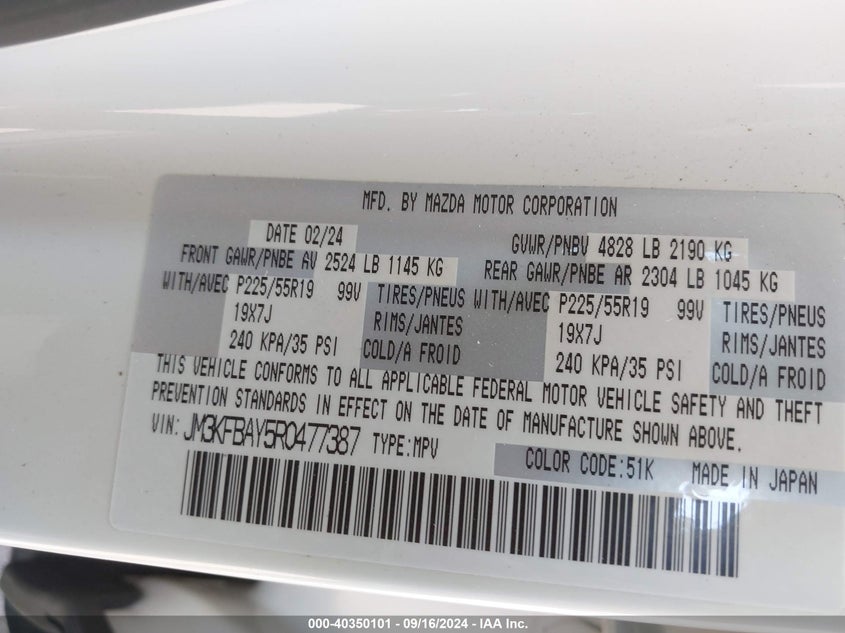 MFD. BY MAZDA MOTOR CORPORATION
DATE 02/24 GVWR/PNBV 4828 LB 2190 KG
FRONT GAWR/PNBE AV 2524 LB 1145 KG REAR GAWR/PNBE AR 2304 LB 1045 KG
WITH/AVEC P225/55R19 99V TIRES/PNEUS WITH/AVEC P225/55R19 99V TIRES/PNEUS
19X7J RIMS/JANTES 19X7J RIMS/JANTES
240 KPA/35 PSI COLD/A FROID 240 KPA/35 PSI COLD/A FROID
THIS VEHICLE CONFORMS TO ALL APPLICABLE FEDERAL MOTOR VEHICLE SAFETY AND THEFT
PREVENTION STANDARDS IN EFFECT ON THE DATE OF MANUFACTURE SHOWN ABOVE.
VIN: JM3KFBAY5R0477387 TYPE:MPV
COLOR CODE:51K MADE IN JAPAN
000-40350101 - 09/16/2024 - IAA Inc.